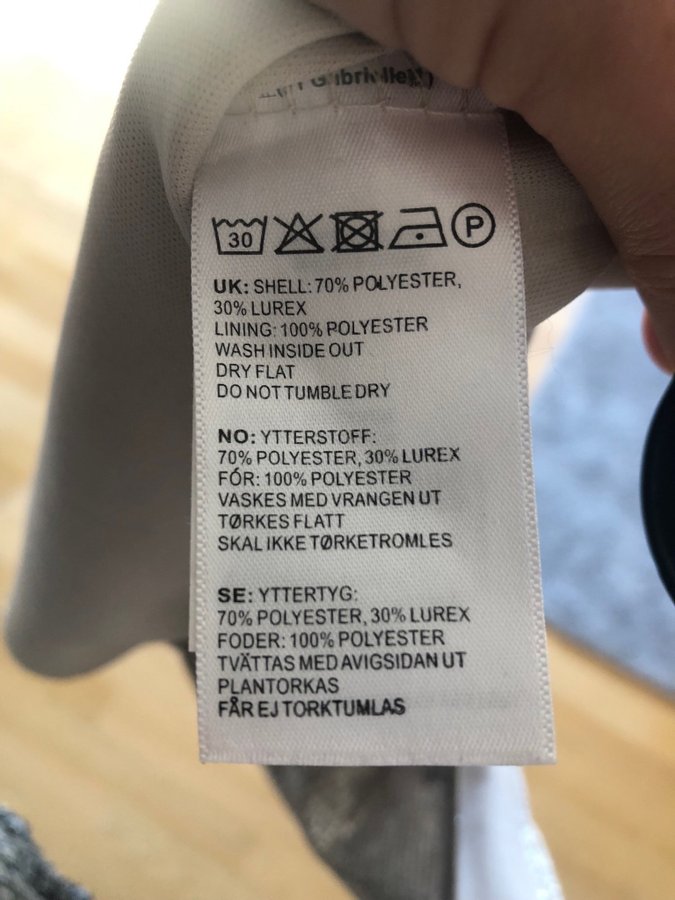 Gabrielle
30 P
UK: SHELL: 70% POLYESTER,
30% LUREX
LINING: 100% POLYESTER
WASH INSIDE OUT
DRY FLAT
DO NOT TUMBLE DRY
NO: YTTERSTOFF:
70% POLYESTER, 30% LUREX
FÓR: 100% POLYESTER
VASKES MED VRANGEN UT
TØRKES FLATT
SKAL IKKE TØRKETROMLES
SE: YTTERTYG:
70% POLYESTER, 30% LUREX
FODER: 100% POLYESTER
TVÄTTAS MED AVIGSIDAN UT
PLANTORKAS
FÅR EJ TORKTUMLAS